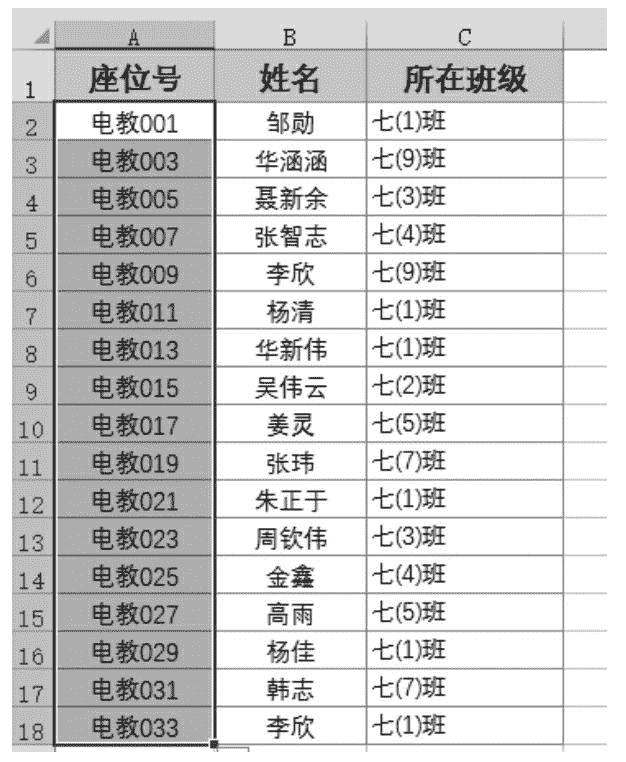 A B C
1 座位号 姓名 所在班级
2 电教001 邹勋 七(1)班
3 电教003 华涵涵 七(9)班
4 电教005 聂新余 七(3)班
5 电教007 张智志 七(4)班
6 电教009 李欣 七(9)班
7 电教011 杨清 七(1)班
8 电教013 华新伟 七(1)班
9 电教015 吴伟云 七(2)班
10 电教017 姜灵 七(5)班
11 电教019 张玮 七(7)班
12 电教021 朱正于 七(1)班
13 电教023 周钦伟 七(3)班
14 电教025 金鑫 七(4)班
15 电教027 高雨 七(5)班
16 电教029 杨佳 七(1)班
17 电教031 韩志 七(7)班
18 电教033 李欣 七(1)班